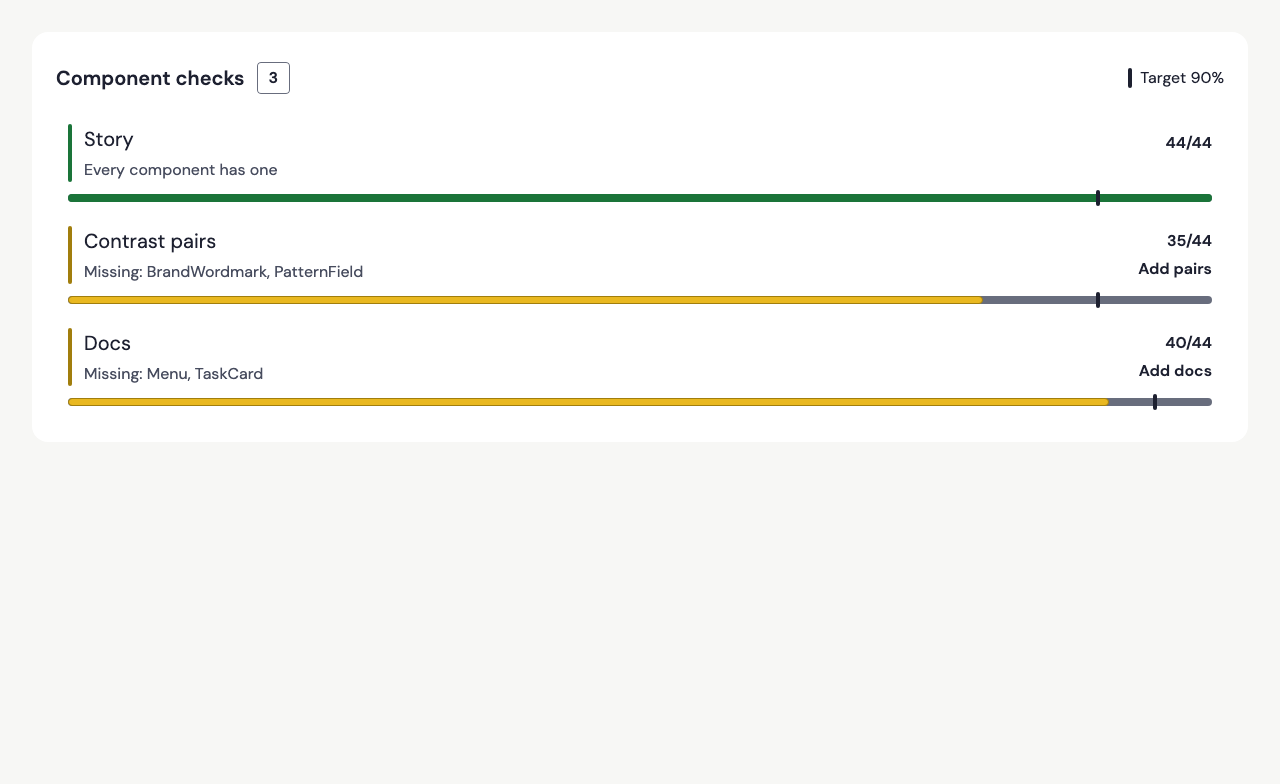 Component checks 3
Target 90%
Story
44/44
Every component has one
Contrast pairs
35/44
Missing: BrandWordmark, PatternField
Add pairs
Docs
40/44
Missing: Menu, TaskCard
Add docs